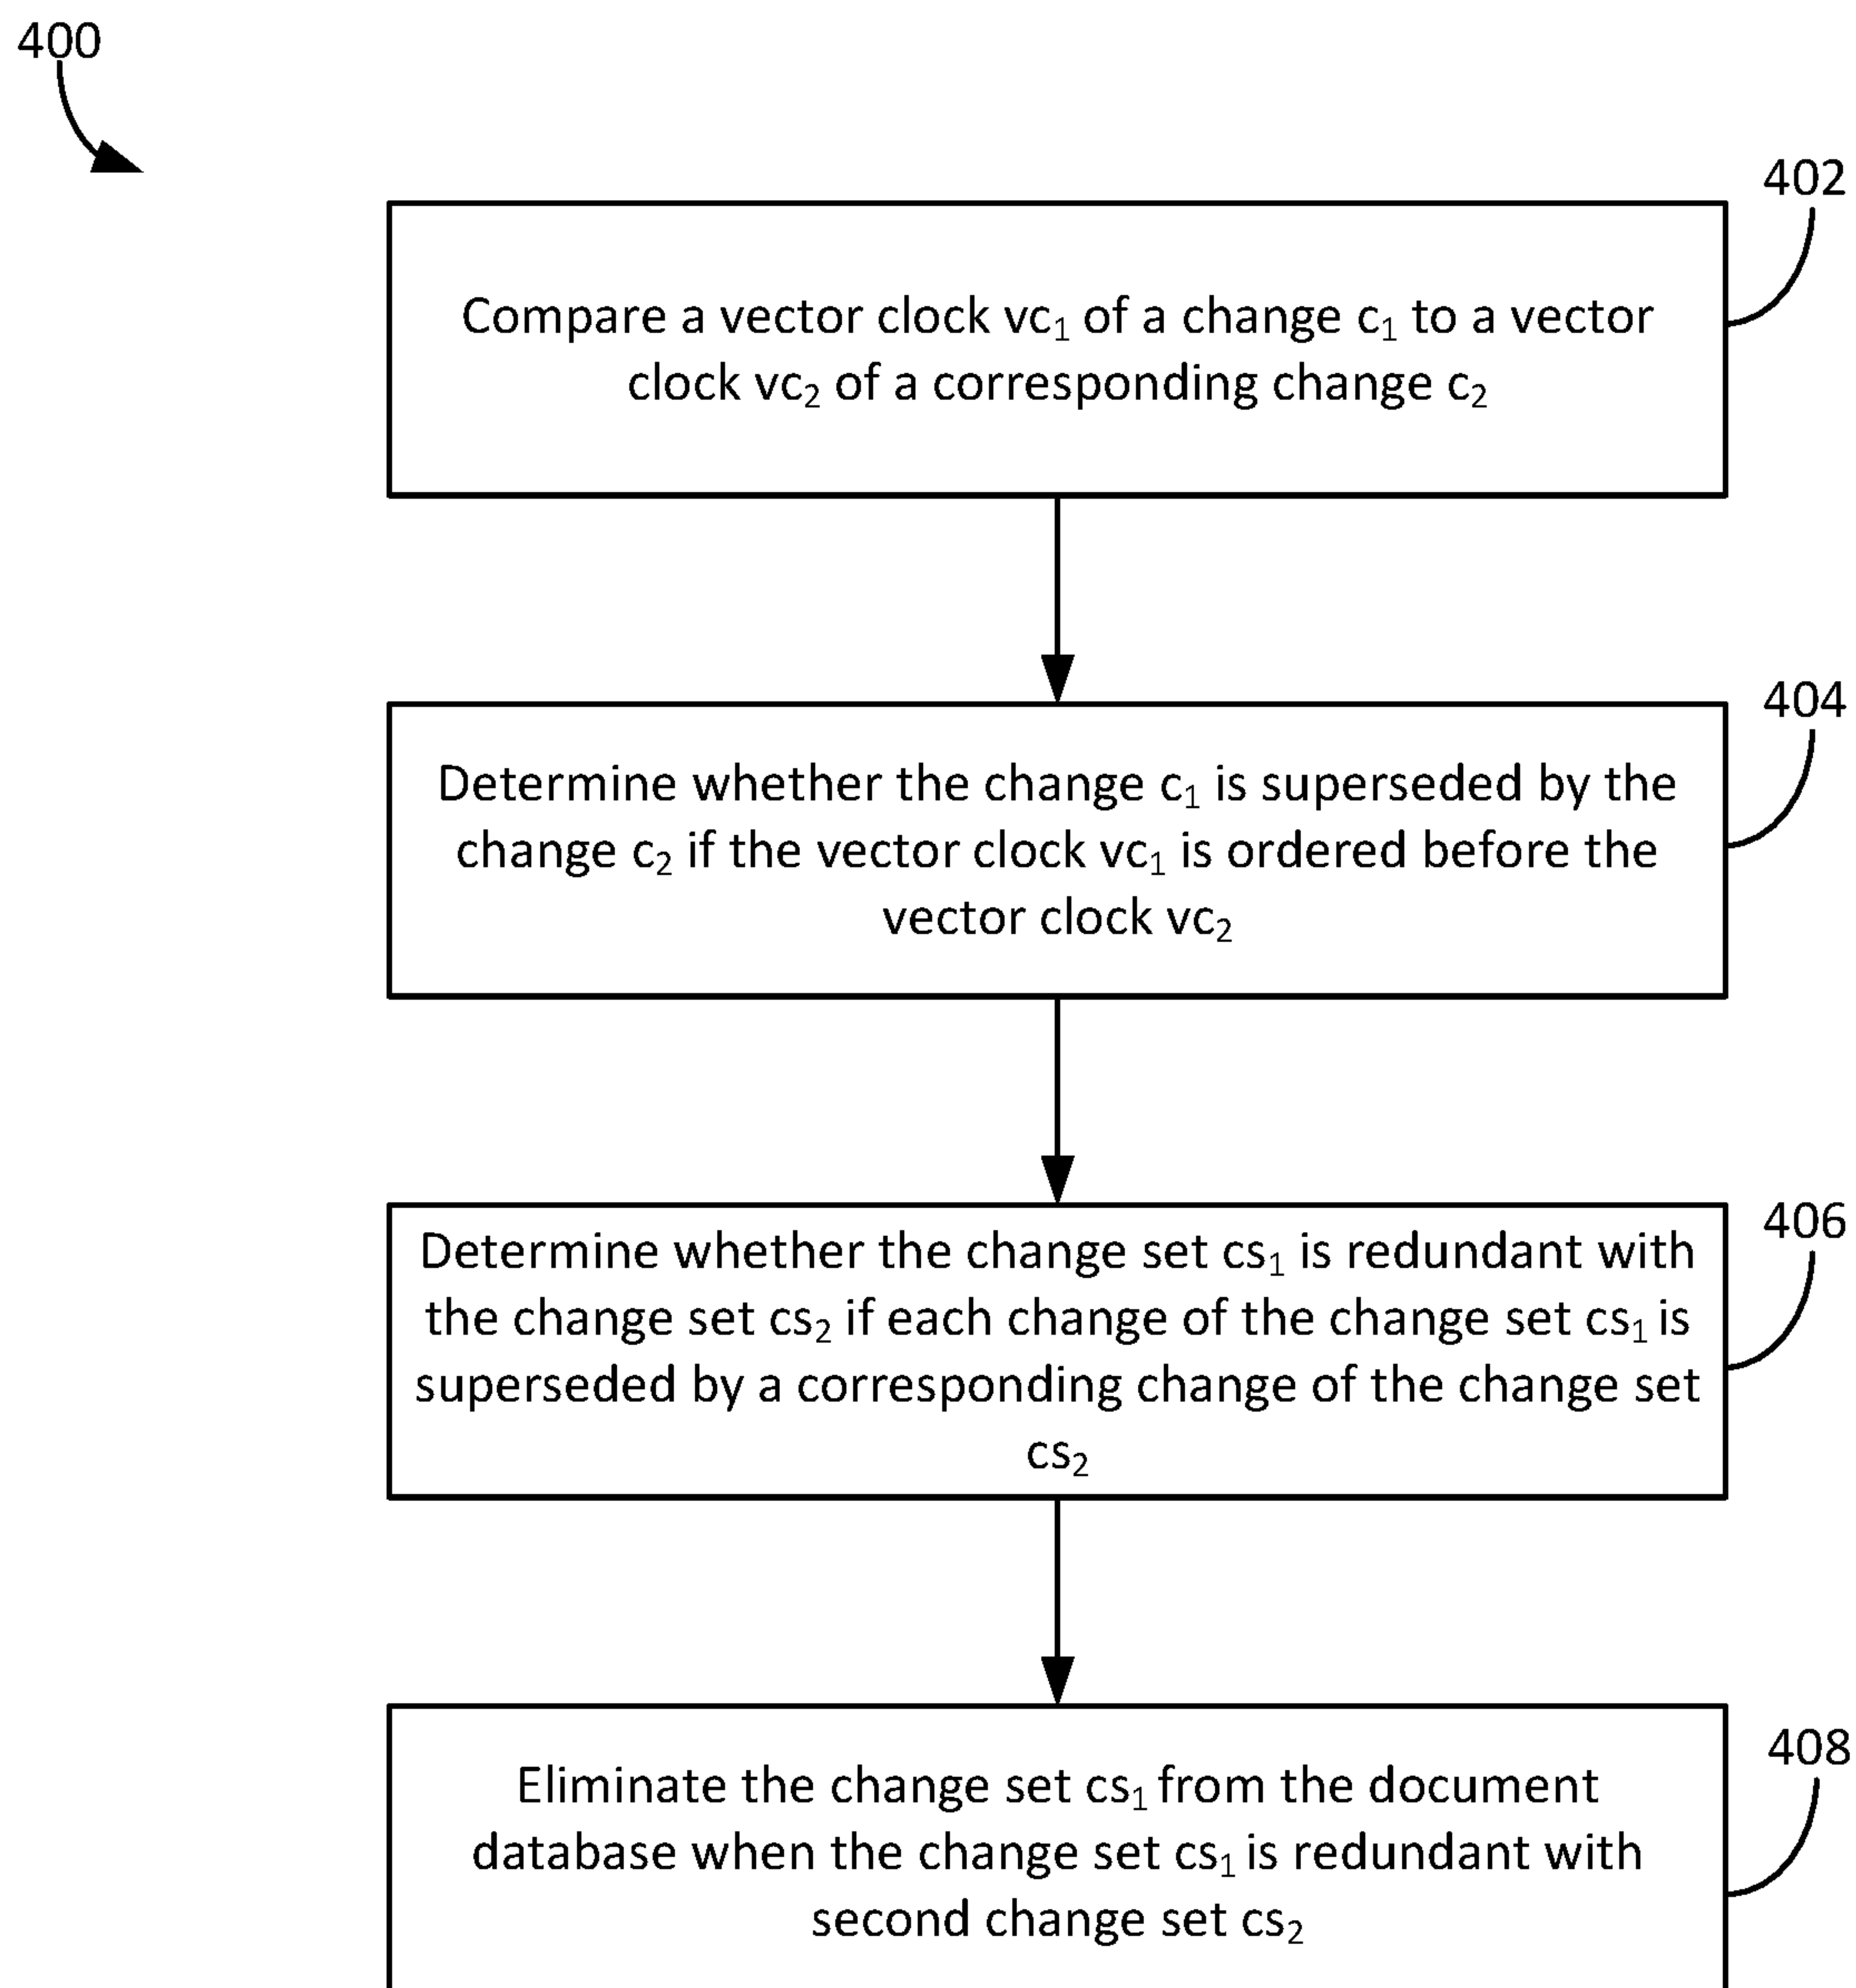 400
402
Compare a vector clock vc₁ of a change c₁ to a vector
clock vc₂ of a corresponding change c₂
404
Determine whether the change c₁ is superseded by the
change c₂ if the vector clock vc₁ is ordered before the
vector clock vc₂
406
Determine whether the change set cs₁ is redundant with
the change set cs₂ if each change of the change set cs₁ is
superseded by a corresponding change of the change set
cs₂
408
Eliminate the change set cs₁ from the document
database when the change set cs₁ is redundant with
second change set cs₂